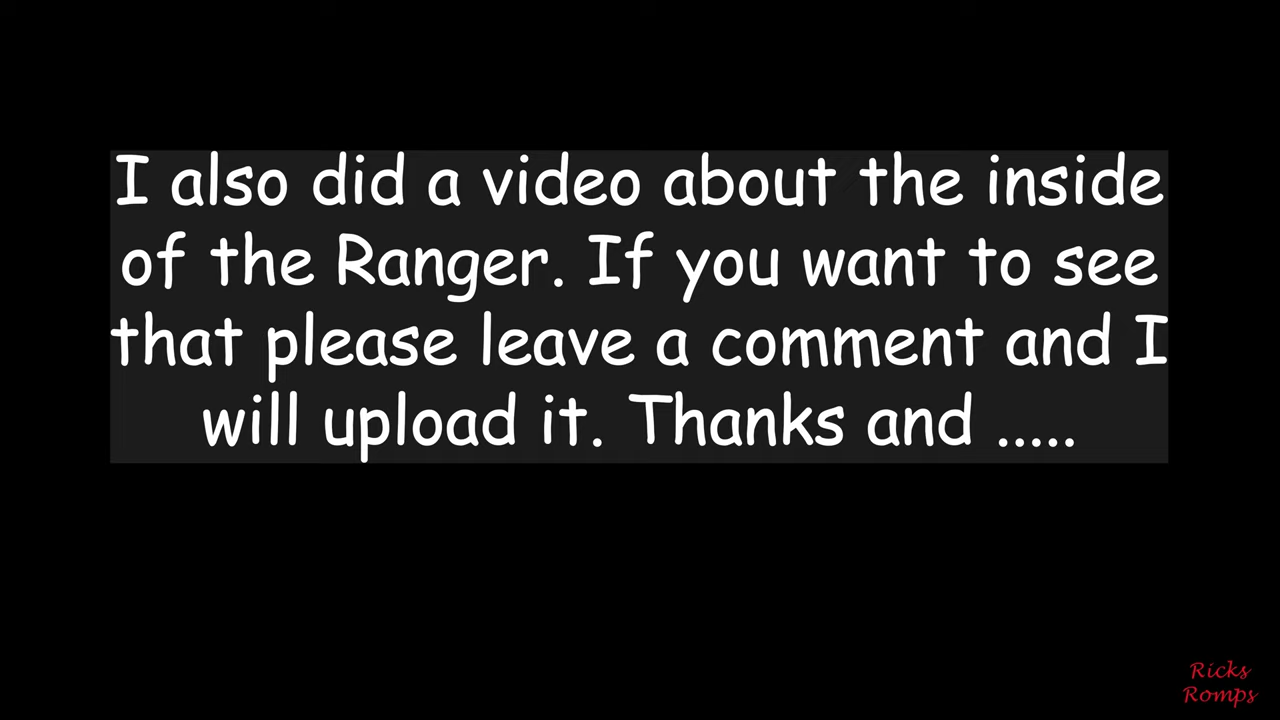 I also did a video about the inside
of the Ranger. If you want to see
that please leave a comment and I
will upload it. Thanks and .....
Ricks
Romps